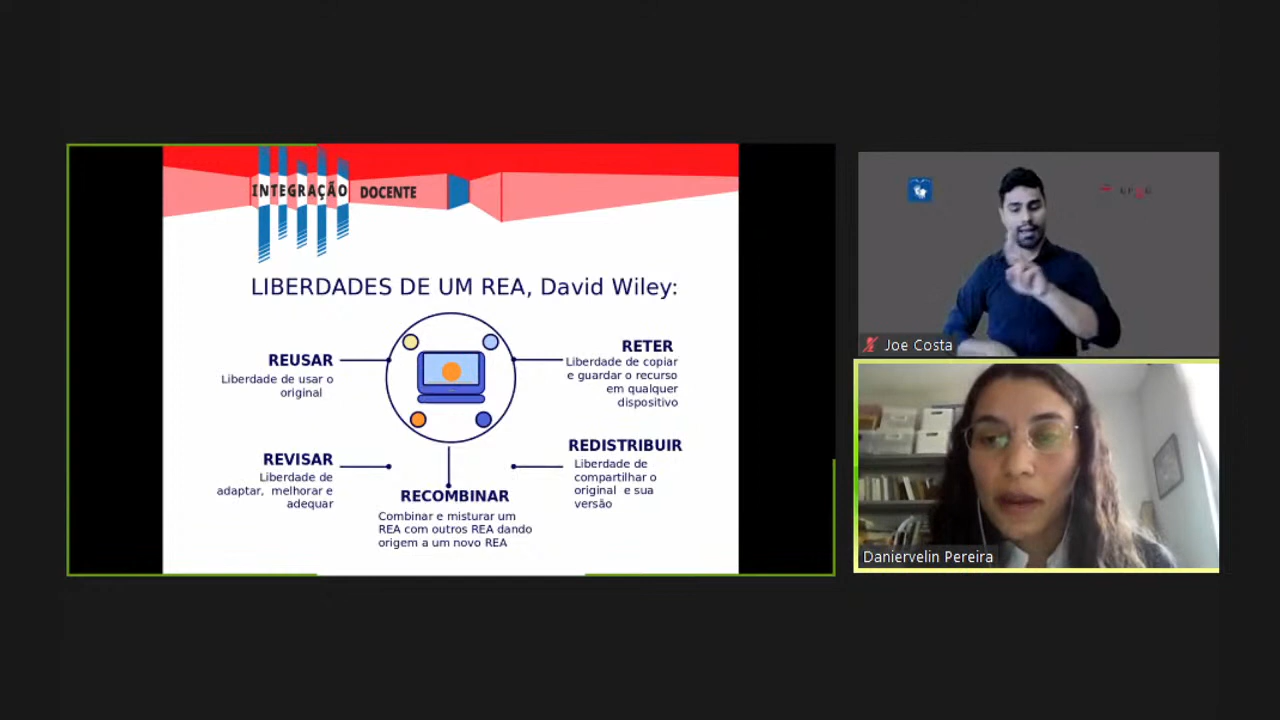 INTEGRAÇÃO DOCENTE
LIBERDADES DE UM REA, David Wiley:
REUSAR
Liberdade de usar o
original
RETER
Liberdade de copiar
e guardar o recurso
em qualquer
dispositivo
REVISAR
Liberdade de
adaptar, melhorar e
adequar
RECOMBINAR
Combinar e misturar um
REA com outros REA dando
origem a um novo REA
REDISTRIBUIR
Liberdade de
compartilhar o
original e sua
versão
Joe Costa
Daniervelin Pereira